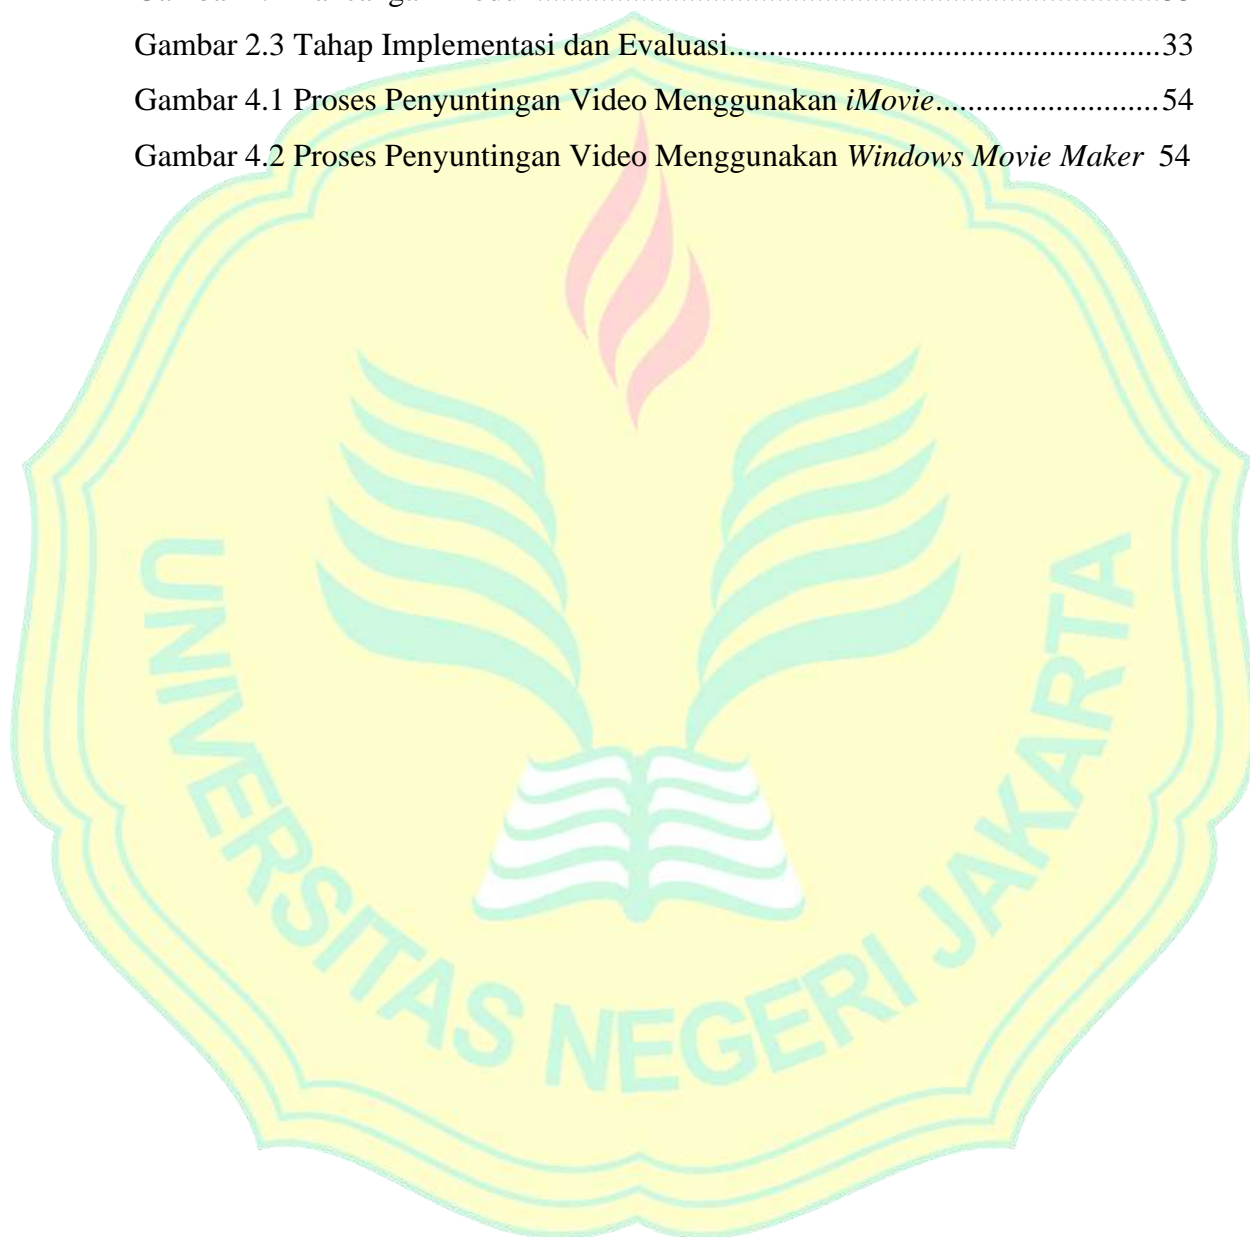 Gambar 2.3 Tahap Implementasi dan Evaluasi......................................................33
Gambar 4.1 Proses Penyuntingan Video Menggunakan iMovie............................54
Gambar 4.2 Proses Penyuntingan Video Menggunakan Windows Movie Maker 54
UNIVERSITAS NEGERI JAKARTA